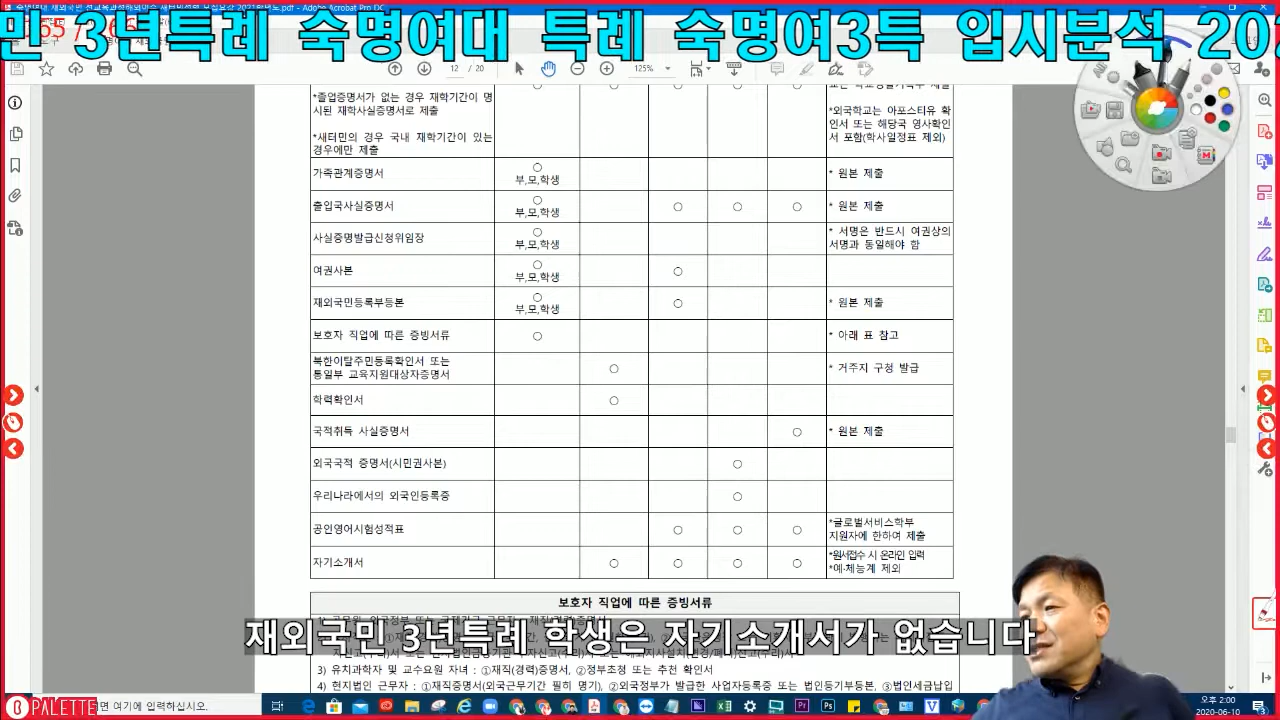 민 3년특례 숙명여대 특례 숙명여3특 입시분석 20
12 / 20
125%
*졸업증명서가 없는 경우 재학기간이 명
시된 재학사실증명서로 제출
*새터민의 경우 국내 재학기간이 있는
경우에만 제출
*외국학교는 아포스티유 확
인서 또는 해당국 영사확인
서 포함(학사일정표 제외)
가족관계증명서 ○ 부,모,학생 * 원본 제출
출입국사실증명서 ○ 부,모,학생 ○ ○ ○ * 원본 제출
사실증명발급신청위임장 ○ 부,모,학생 * 서명은 반드시 여권상의
서명과 동일해야 함
여권사본 ○ 부,모,학생 ○
재외국민등록부등본 ○ 부,모,학생 ○ * 원본 제출
보호자 직업에 따른 증빙서류 ○ * 아래 표 참고
북한이탈주민등록확인서 또는
통일부 교육지원대상자증명서 ○ * 거주지 구청 발급
학력확인서 ○
국적취득 사실증명서 ○ * 원본 제출
외국국적 증명서(시민권사본) ○
우리나라에서의 외국인등록증 ○
공인영어시험성적표 ○ ○ ○ *글로벌서비스학부
지원자에 한하여 제출
자기소개서 ○ ○ ○ ○ *원서접수 시 온라인 입력
*예·체능계 제외
보호자 직업에 따른 증빙서류
재외국민 3년특례 학생은 자기소개서가 없습니다
3) 유치과학자 및 교수요원 자녀 : ①재직(경력)증명서, ②정부초청 또는 추천 확인서
4) 현지법인 근무자 : ①재직증명서(외국근무기간 필히 명기), ②외국정부가 발급한 사업자등록증 또는 법인등기부등본, ③법인세금납입
PALETTE
면 여기에 입력하십시오.
오후 2:00
2020-06-10